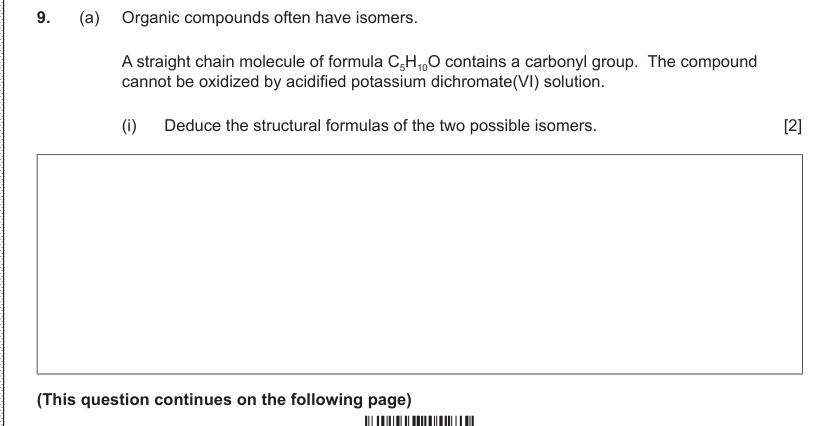 9. (a) Organic compounds often have isomers.
A straight chain molecule of formula C₅H₁₀O contains a carbonyl group. The compound
cannot be oxidized by acidified potassium dichromate(VI) solution.
(i) Deduce the structural formulas of the two possible isomers. [2]
(This question continues on the following page)